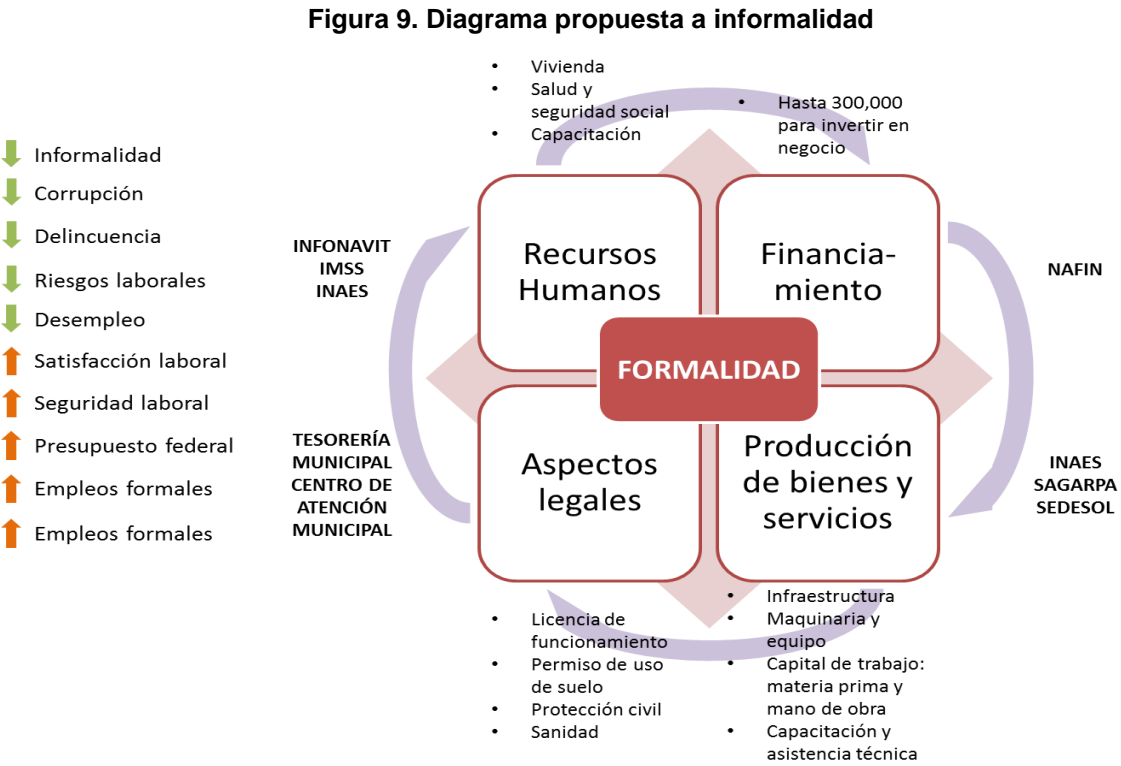 Figura 9. Diagrama propuesta a informalidad
• Vivienda
• Salud y
seguridad social
• Capacitación
• Hasta 300,000
para invertir en
negocio
Informalidad
Corrupción
Delincuencia
Riesgos laborales
Desempleo
Satisfacción laboral
Seguridad laboral
Presupuesto federal
Empleos formales
Empleos formales
INFONAVIT
IMSS
INAES
Recursos
Humanos
Financia-
miento
NAFIN
FORMALIDAD
TESORERÍA
MUNICIPAL
CENTRO DE
ATENCIÓN
MUNICIPAL
Aspectos
legales
Producción
de bienes y
servicios
INAES
SAGARPA
SEDESOL
• Licencia de
funcionamiento
• Permiso de uso
de suelo
• Protección civil
• Sanidad
• Infraestructura
• Maquinaria y
equipo
• Capital de trabajo:
materia prima y
mano de obra
• Capacitación y
asistencia técnica